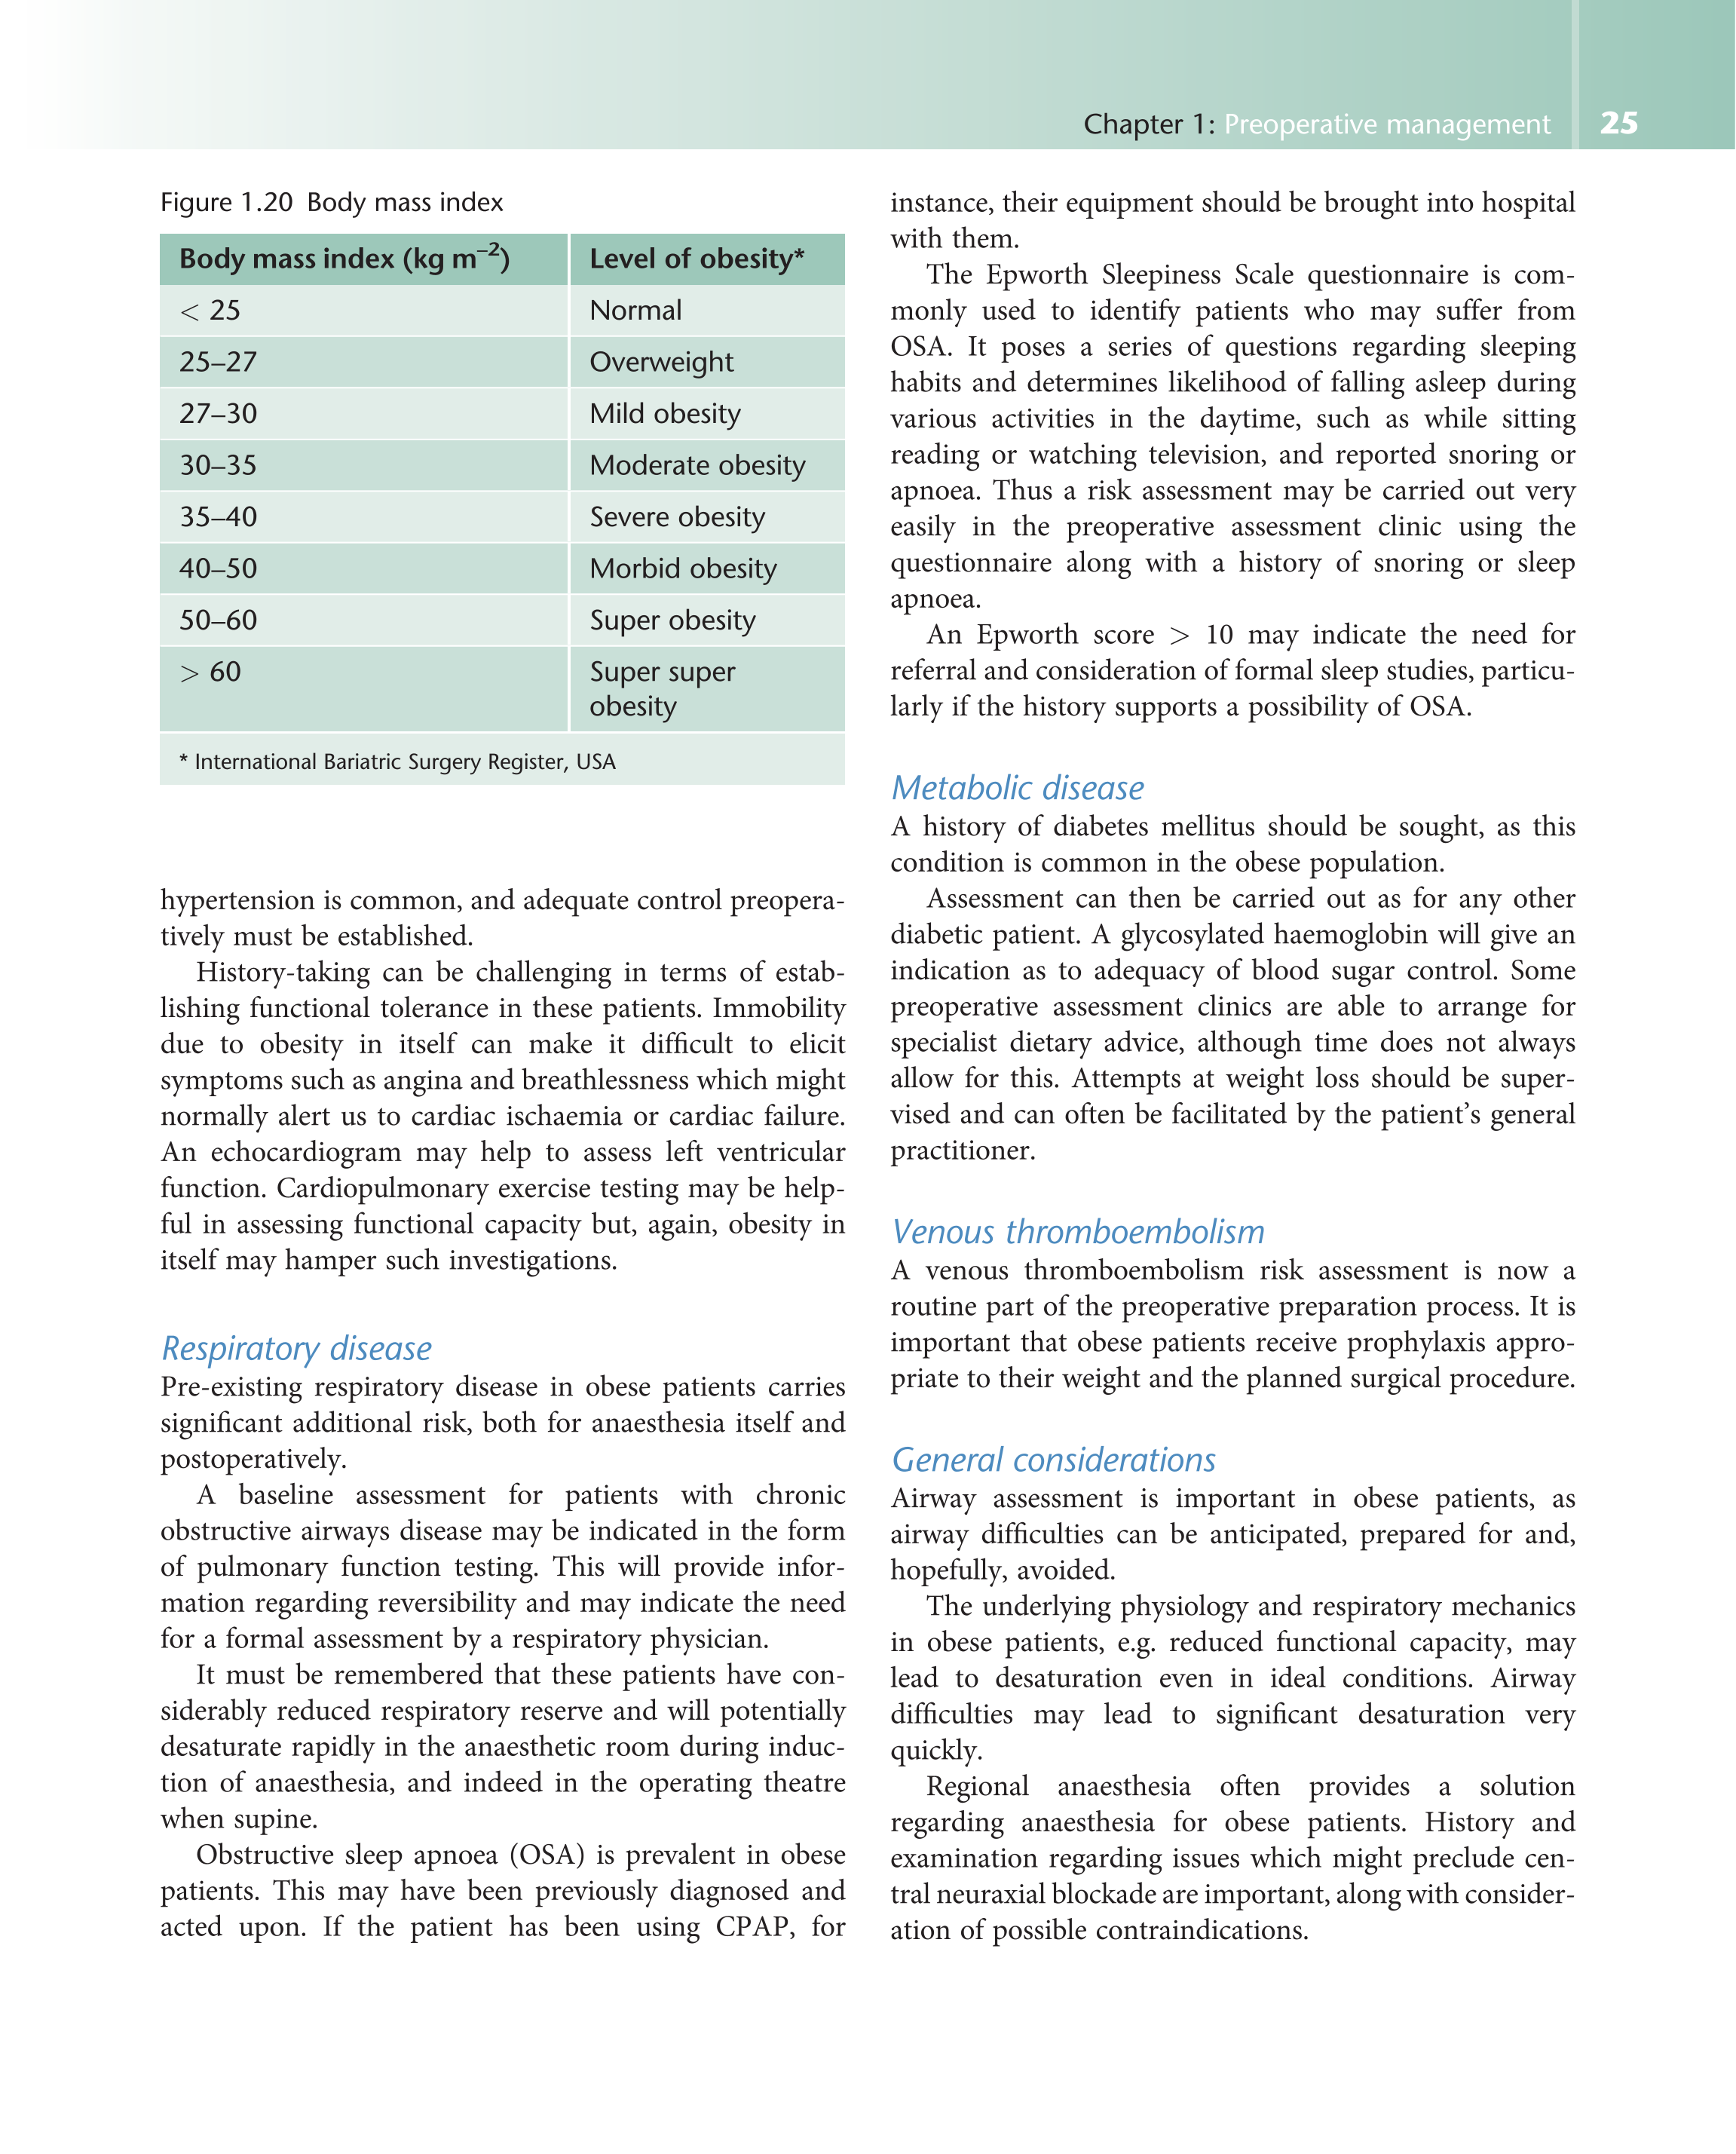 Chapter 1: Preoperative management 25
Figure 1.20 Body mass index
Body mass index (kg m–2) Level of obesity*
< 25 Normal
25–27 Overweight
27–30 Mild obesity
30–35 Moderate obesity
35–40 Severe obesity
40–50 Morbid obesity
50–60 Super obesity
> 60 Super super
obesity
* International Bariatric Surgery Register, USA
hypertension is common, and adequate control preopera-
tively must be established.
History-taking can be challenging in terms of estab-
lishing functional tolerance in these patients. Immobility
due to obesity in itself can make it difficult to elicit
symptoms such as angina and breathlessness which might
normally alert us to cardiac ischaemia or cardiac failure.
An echocardiogram may help to assess left ventricular
function. Cardiopulmonary exercise testing may be help-
ful in assessing functional capacity but, again, obesity in
itself may hamper such investigations.
Respiratory disease
Pre-existing respiratory disease in obese patients carries
significant additional risk, both for anaesthesia itself and
postoperatively.
A baseline assessment for patients with chronic
obstructive airways disease may be indicated in the form
of pulmonary function testing. This will provide infor-
mation regarding reversibility and may indicate the need
for a formal assessment by a respiratory physician.
It must be remembered that these patients have con-
siderably reduced respiratory reserve and will potentially
desaturate rapidly in the anaesthetic room during induc-
tion of anaesthesia, and indeed in the operating theatre
when supine.
Obstructive sleep apnoea (OSA) is prevalent in obese
patients. This may have been previously diagnosed and
acted upon. If the patient has been using CPAP, for
instance, their equipment should be brought into hospital
with them.
The Epworth Sleepiness Scale questionnaire is com-
monly used to identify patients who may suffer from
OSA. It poses a series of questions regarding sleeping
habits and determines likelihood of falling asleep during
various activities in the daytime, such as while sitting
reading or watching television, and reported snoring or
apnoea. Thus a risk assessment may be carried out very
easily in the preoperative assessment clinic using the
questionnaire along with a history of snoring or sleep
apnoea.
An Epworth score > 10 may indicate the need for
referral and consideration of formal sleep studies, particu-
larly if the history supports a possibility of OSA.
Metabolic disease
A history of diabetes mellitus should be sought, as this
condition is common in the obese population.
Assessment can then be carried out as for any other
diabetic patient. A glycosylated haemoglobin will give an
indication as to adequacy of blood sugar control. Some
preoperative assessment clinics are able to arrange for
specialist dietary advice, although time does not always
allow for this. Attempts at weight loss should be super-
vised and can often be facilitated by the patient’s general
practitioner.
Venous thromboembolism
A venous thromboembolism risk assessment is now a
routine part of the preoperative preparation process. It is
important that obese patients receive prophylaxis appro-
priate to their weight and the planned surgical procedure.
General considerations
Airway assessment is important in obese patients, as
airway difficulties can be anticipated, prepared for and,
hopefully, avoided.
The underlying physiology and respiratory mechanics
in obese patients, e.g. reduced functional capacity, may
lead to desaturation even in ideal conditions. Airway
difficulties may lead to significant desaturation very
quickly.
Regional anaesthesia often provides a solution
regarding anaesthesia for obese patients. History and
examination regarding issues which might preclude cen-
tral neuraxial blockade are important, along with consider-
ation of possible contraindications.